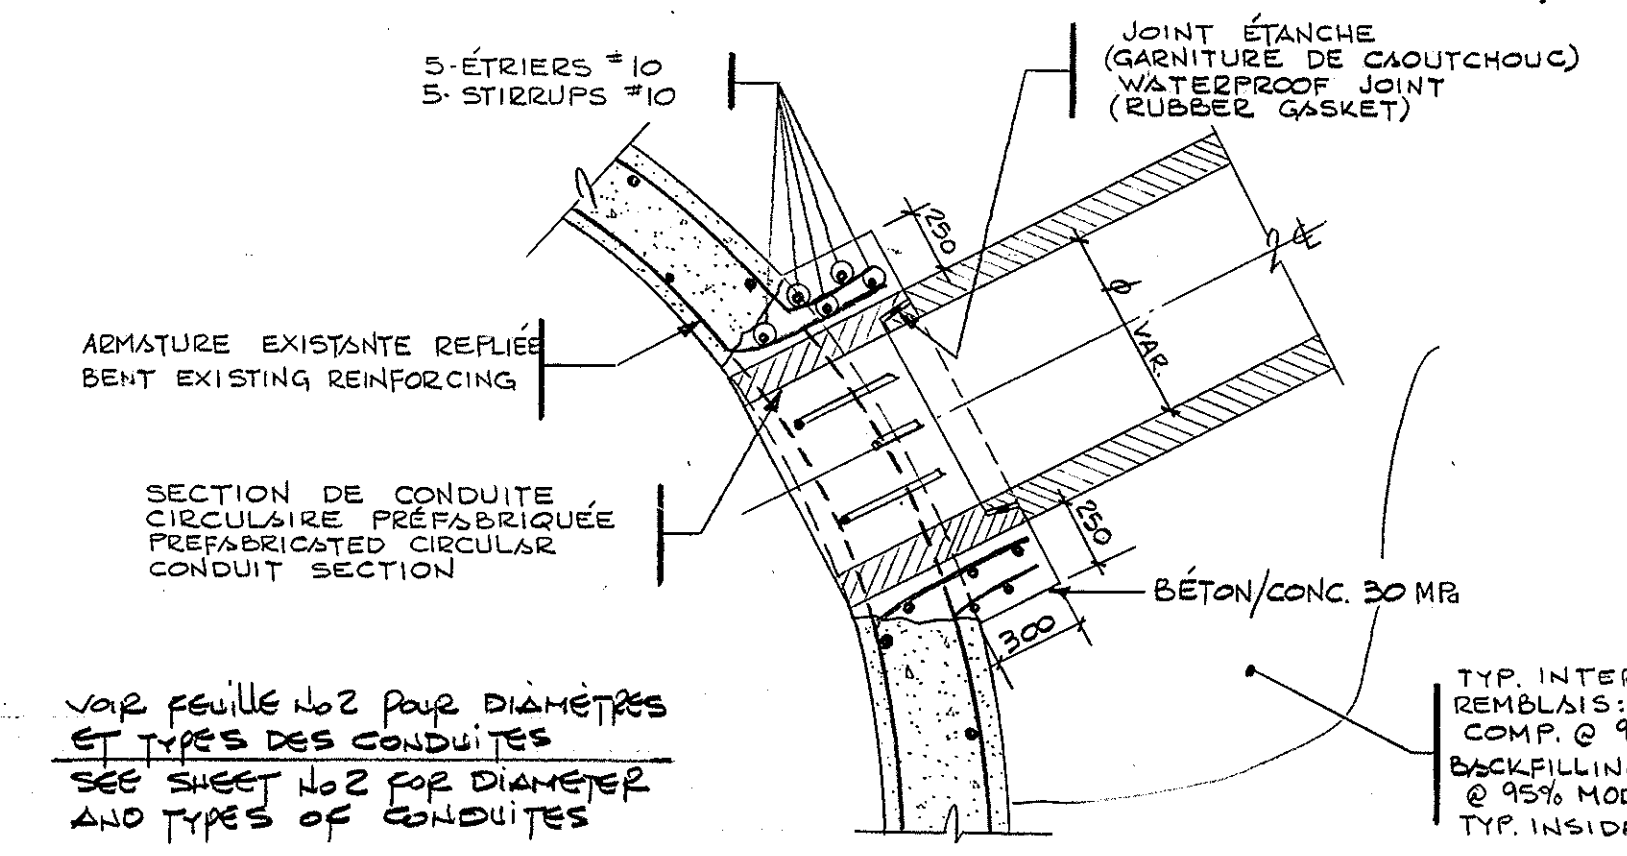 5-ÉTRIERS #10
5-STIRRUPS #10
JOINT ÉTANCHE
(GARNITURE DE CAOUTCHOUC)
WATERPROOF JOINT
(RUBBER GASKET)
250
ϕ
VAR.
℄
ARMATURE EXISTANTE REPLIÉE
BENT EXISTING REINFORCING
SECTION DE CONDUITE
CIRCULAIRE PRÉFABRIQUÉE
PREFABRICATED CIRCULAR
CONDUIT SECTION
250
BÉTON/CONC. 30 MPa
300
VOIR FEUILLE No2 POUR DIAMÈTRES
ET TYPES DES CONDUITES
SEE SHEET No2 FOR DIAMETER
AND TYPES OF CONDUITES
TYP. INTER
REMBLAIS:
COMP. @ 9
BACKFILLIN
@ 95% MOD
TYP. INSID